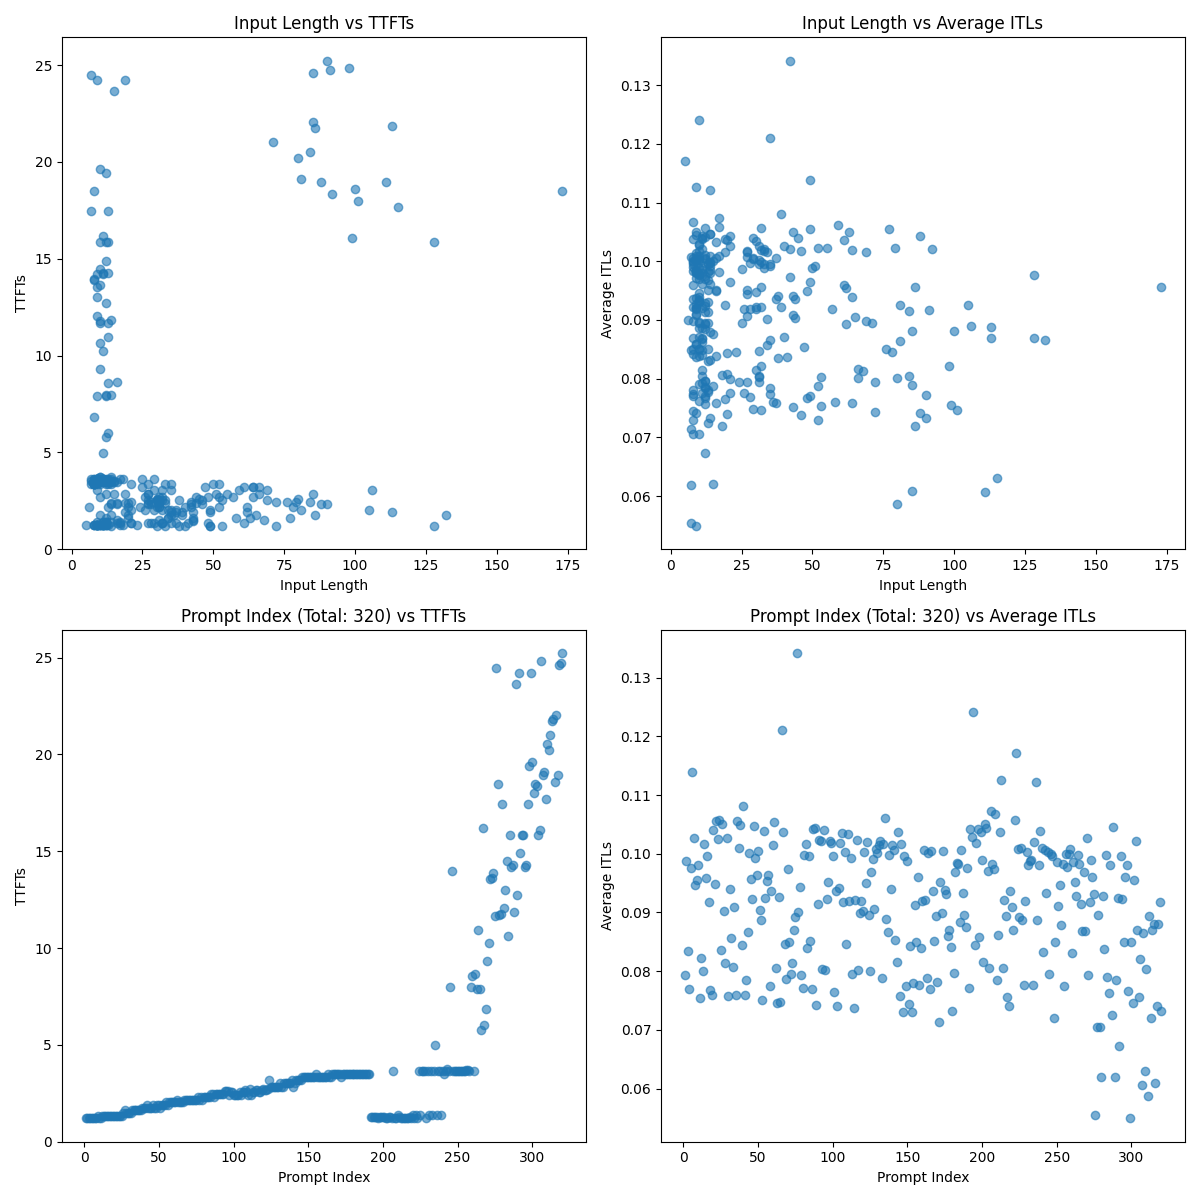 Input Length vs TTFTs
TTFTs
25
20
15
10
5
0
0 25 50 75 100 125 150 175
Input Length
Input Length vs Average ITLs
Average ITLs
0.13
0.12
0.11
0.10
0.09
0.08
0.07
0.06
0 25 50 75 100 125 150 175
Input Length
Prompt Index (Total: 320) vs TTFTs
TTFTs
25
20
15
10
5
0
0 50 100 150 200 250 300
Prompt Index
Prompt Index (Total: 320) vs Average ITLs
Average ITLs
0.13
0.12
0.11
0.10
0.09
0.08
0.07
0.06
0 50 100 150 200 250 300
Prompt Index